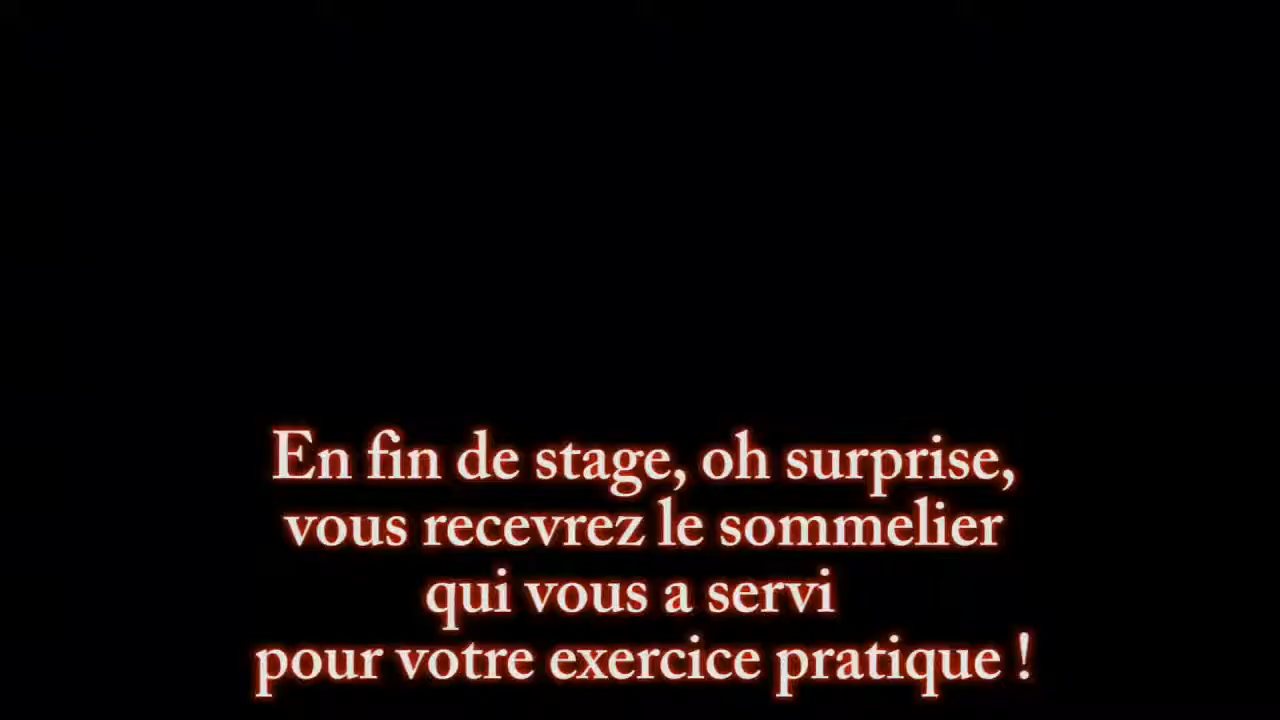 En fin de stage, oh surprise,
vous recevrez le sommelier
qui vous a servi
pour votre exercice pratique !